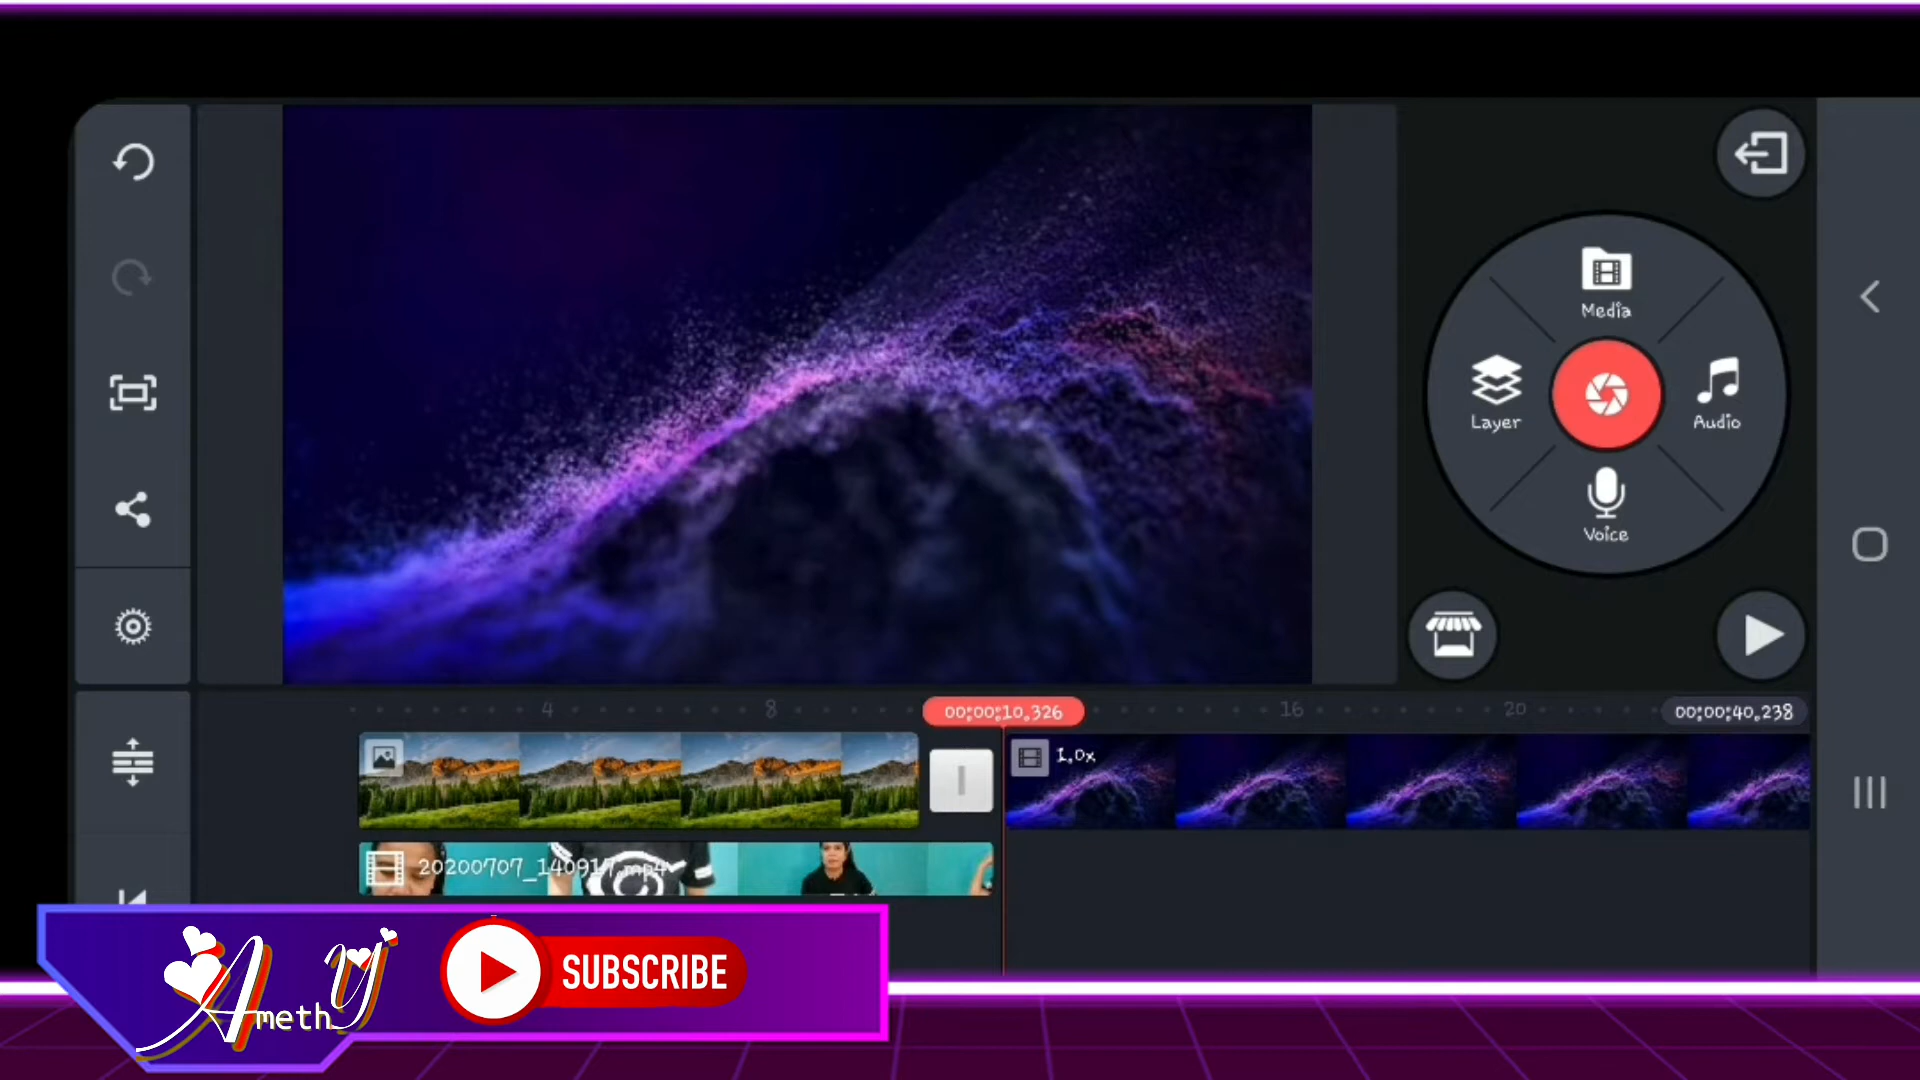 Media
Layer
Audio
Voice
4
8
00:00:10.326
16
20
00:00:40.238
1.0x
20200707_140917.mp4
Amethy
SUBSCRIBE